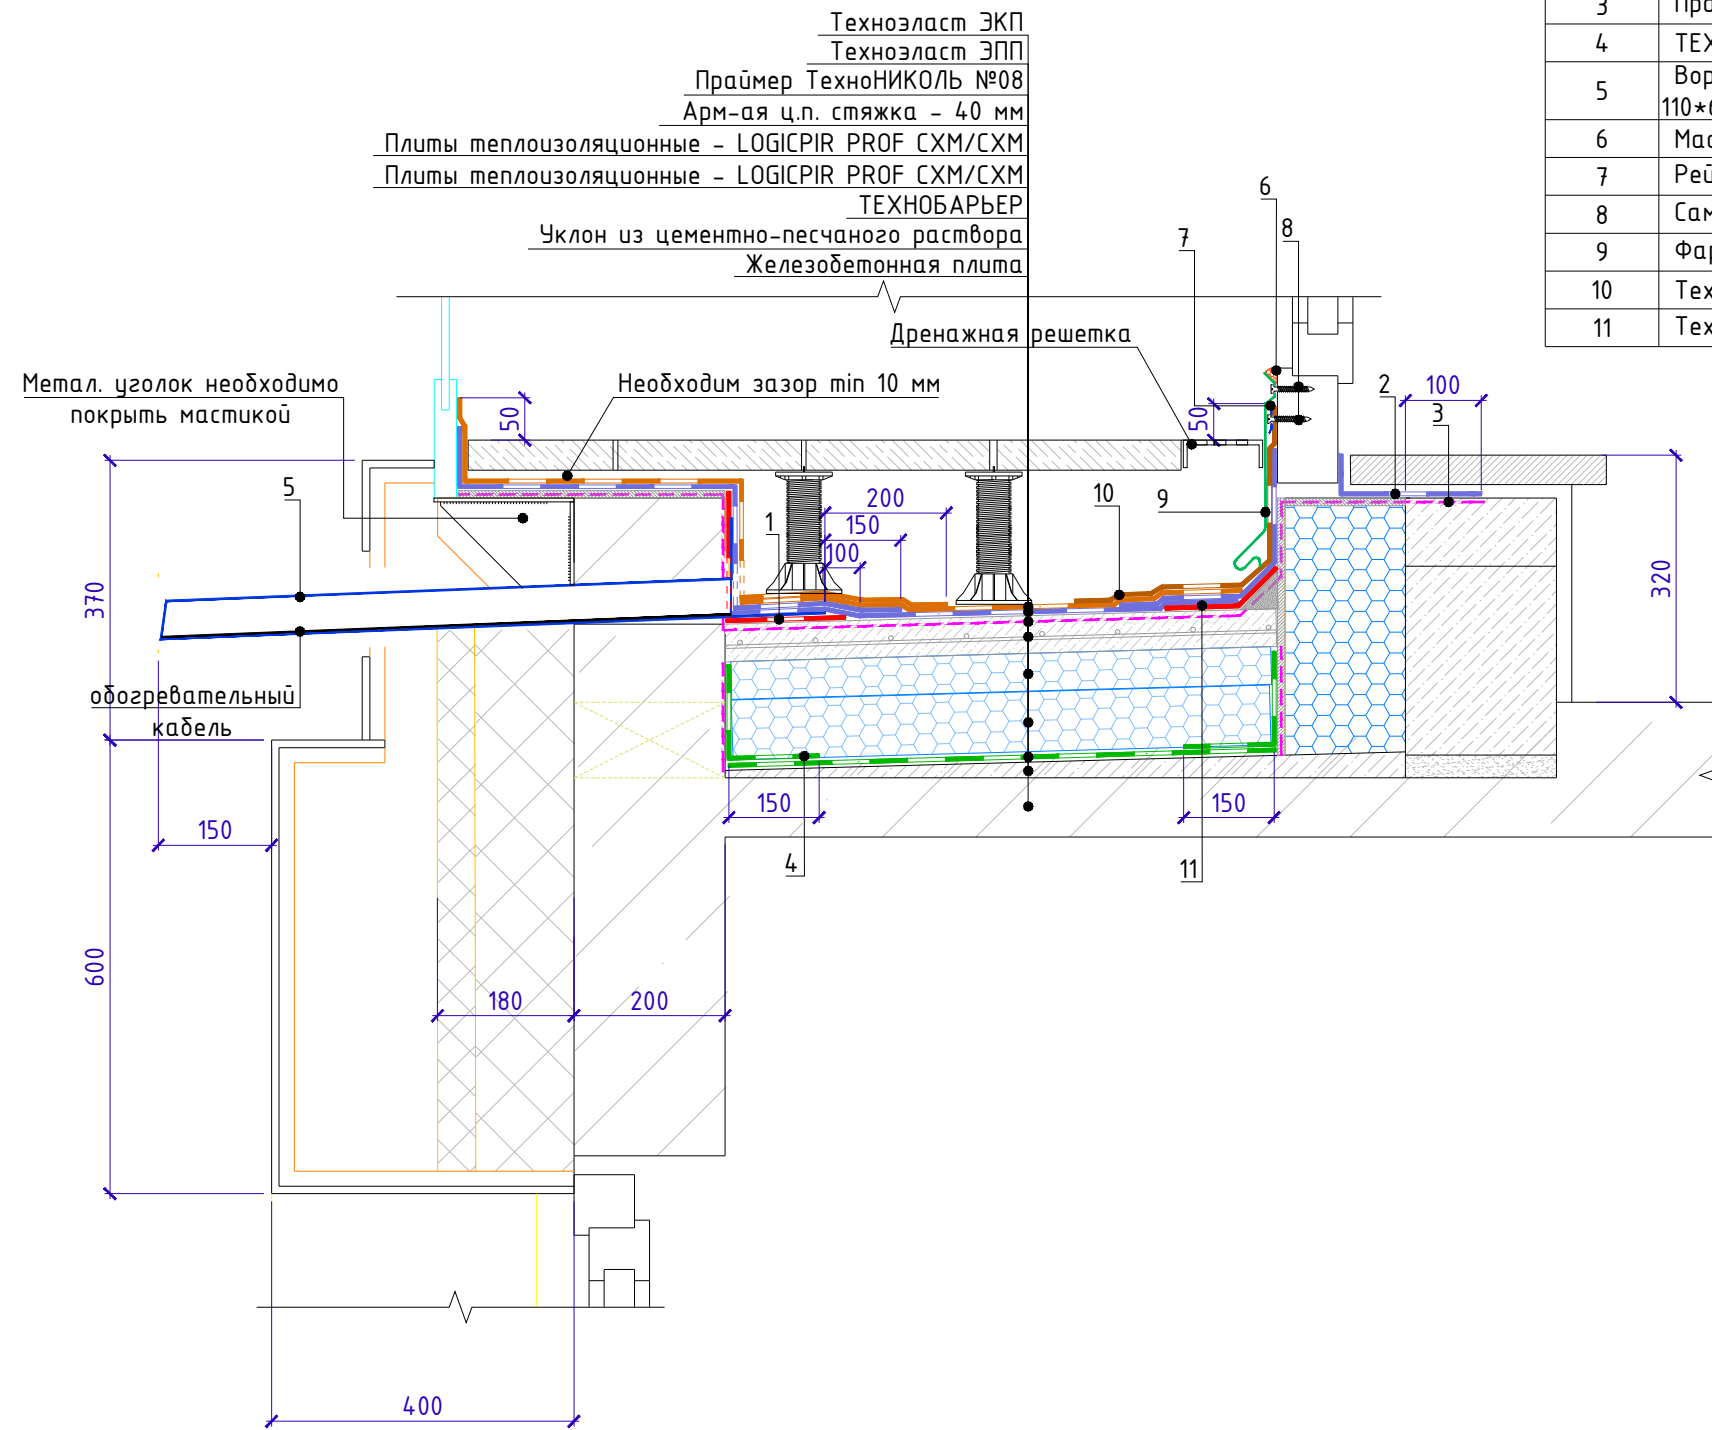 Техноэласт ЭКП
Техноэласт ЭПП
Праймер ТехноНИКОЛЬ №08
Арм-ая ц.п. стяжка - 40 мм
Плиты теплоизоляционные - LOGICPIR PROF СХМ/СХМ
Плиты теплоизоляционные - LOGICPIR PROF СХМ/СХМ
ТЕХНОБАРЬЕР
Уклон из цементно-песчаного раствора
Железобетонная плита
3
4
5
110*
6
7
8
9
10
11
6
7
8
Дренажная решетка
Метал. уголок необходимо
покрыть мастикой
Необходим зазор min 10 мм
50
50
2
100
3
5
370
1
200
150
100
10
9
320
обогревательный
кабель
150
150
150
4
11
600
180
200
400